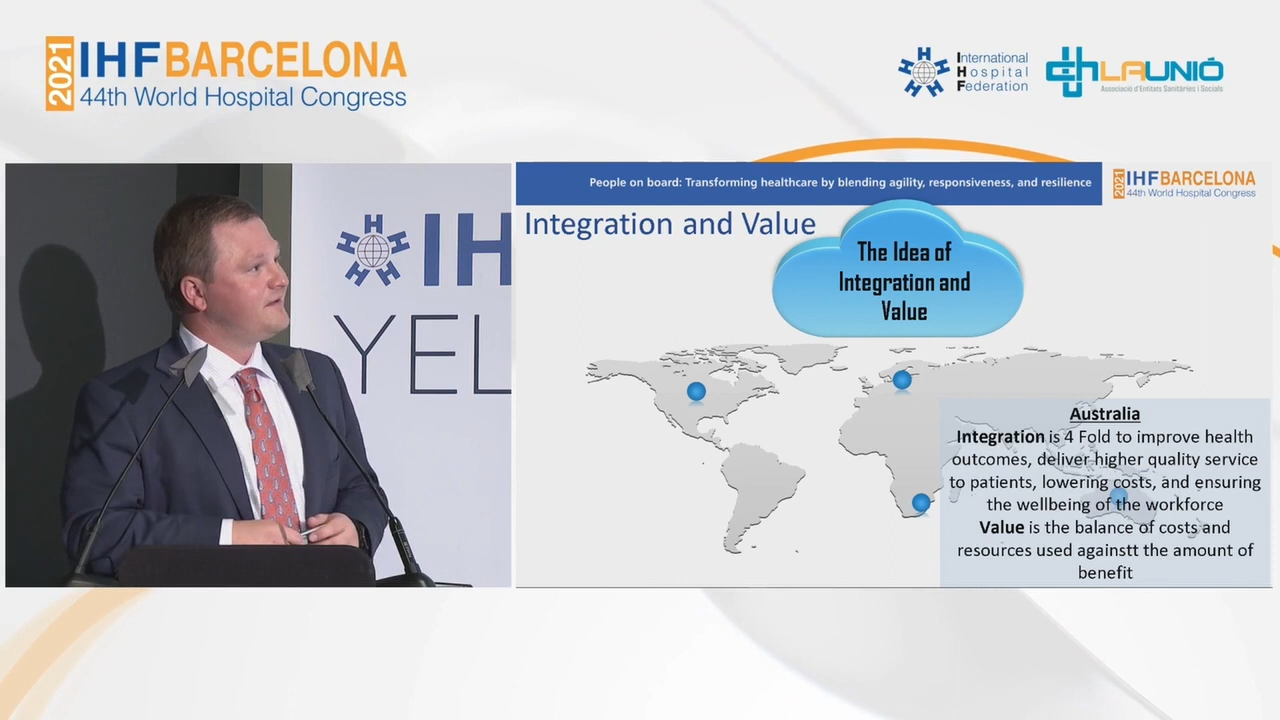 2021
IHF BARCELONA
44th World Hospital Congress
International
Hospital
Federation
LAUNIÓ
Associació d'Entitats Sanitàries i Socials
IH
YEL
People on board: Transforming healthcare by blending agility, responsiveness, and resilience
2021
IHFBARCELONA
44th World Hospital Congress
Integration and Value
The Idea of
Integration and
Value
Australia
Integration is 4 Fold to improve health
outcomes, deliver higher quality service
to patients, lowering costs, and ensuring
the wellbeing of the workforce
Value is the balance of costs and
resources used againstt the amount of
benefit